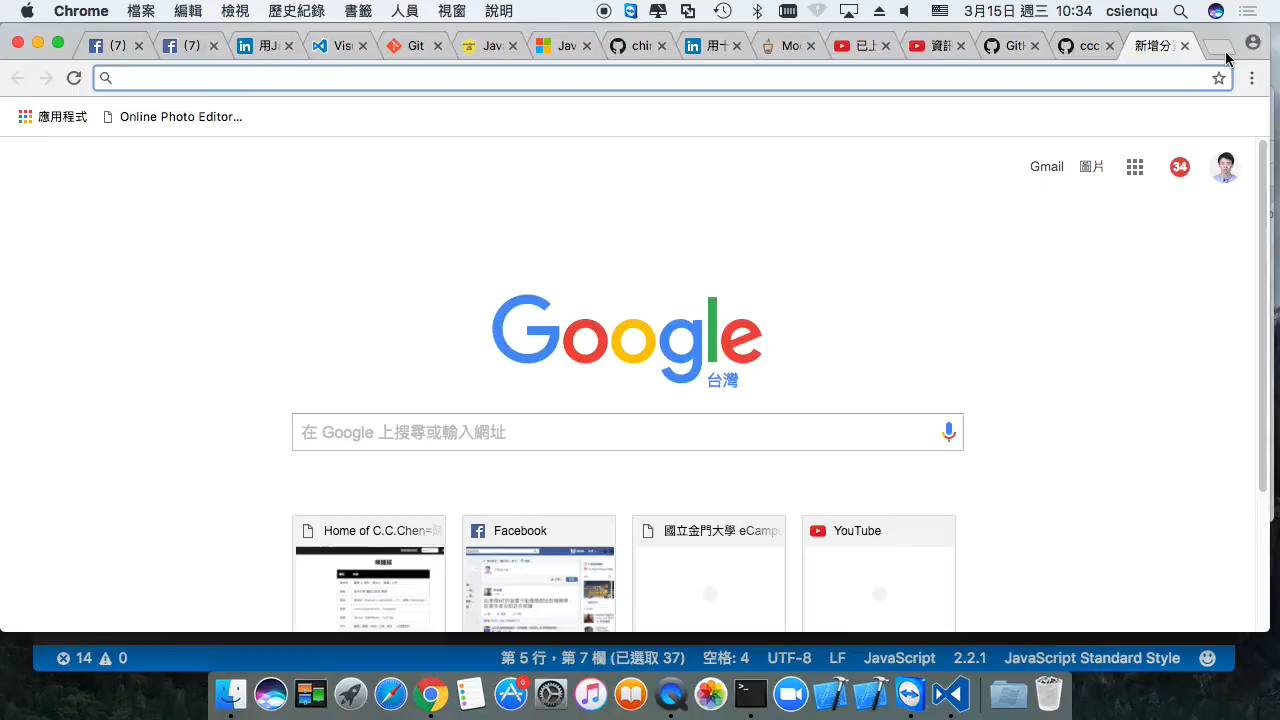 Chrome 檔案 編輯 檢視 歷史紀錄 書籤 人員 視窗 說明 3月15日 週三 10:34 csienqu
(7) (7) 用J Vis Git Jav Jav chir 用十 Mo 已上 資訊 GitH ccc 新增分
應用程式 Online Photo Editor...
Gmail 圖片 34
Google
台灣
在 Google 上搜尋或輸入網址
Home of C.C.Chen= Facebook 國立金門大學 eCampu YouTube
14 0 第 5 行，第 7 欄 (已選取 37) 空格: 4 UTF-8 LF JavaScript 2.2.1 JavaScript Standard Style
6